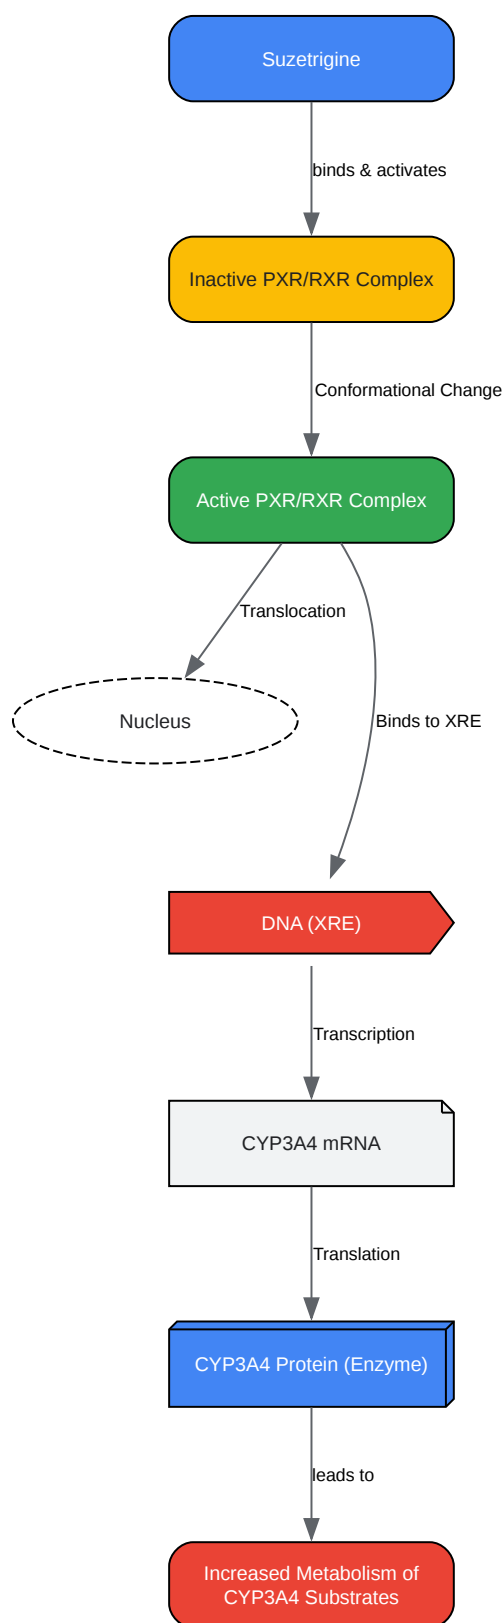 Suzetrigine
binds & activates
Inactive PXR/RXR Complex
Conformational Change
Active PXR/RXR Complex
Translocation
Nucleus
Binds to XRE
DNA (XRE)
Transcription
CYP3A4 mRNA
Translation
CYP3A4 Protein (Enzyme)
leads to
Increased Metabolism of
CYP3A4 Substrates